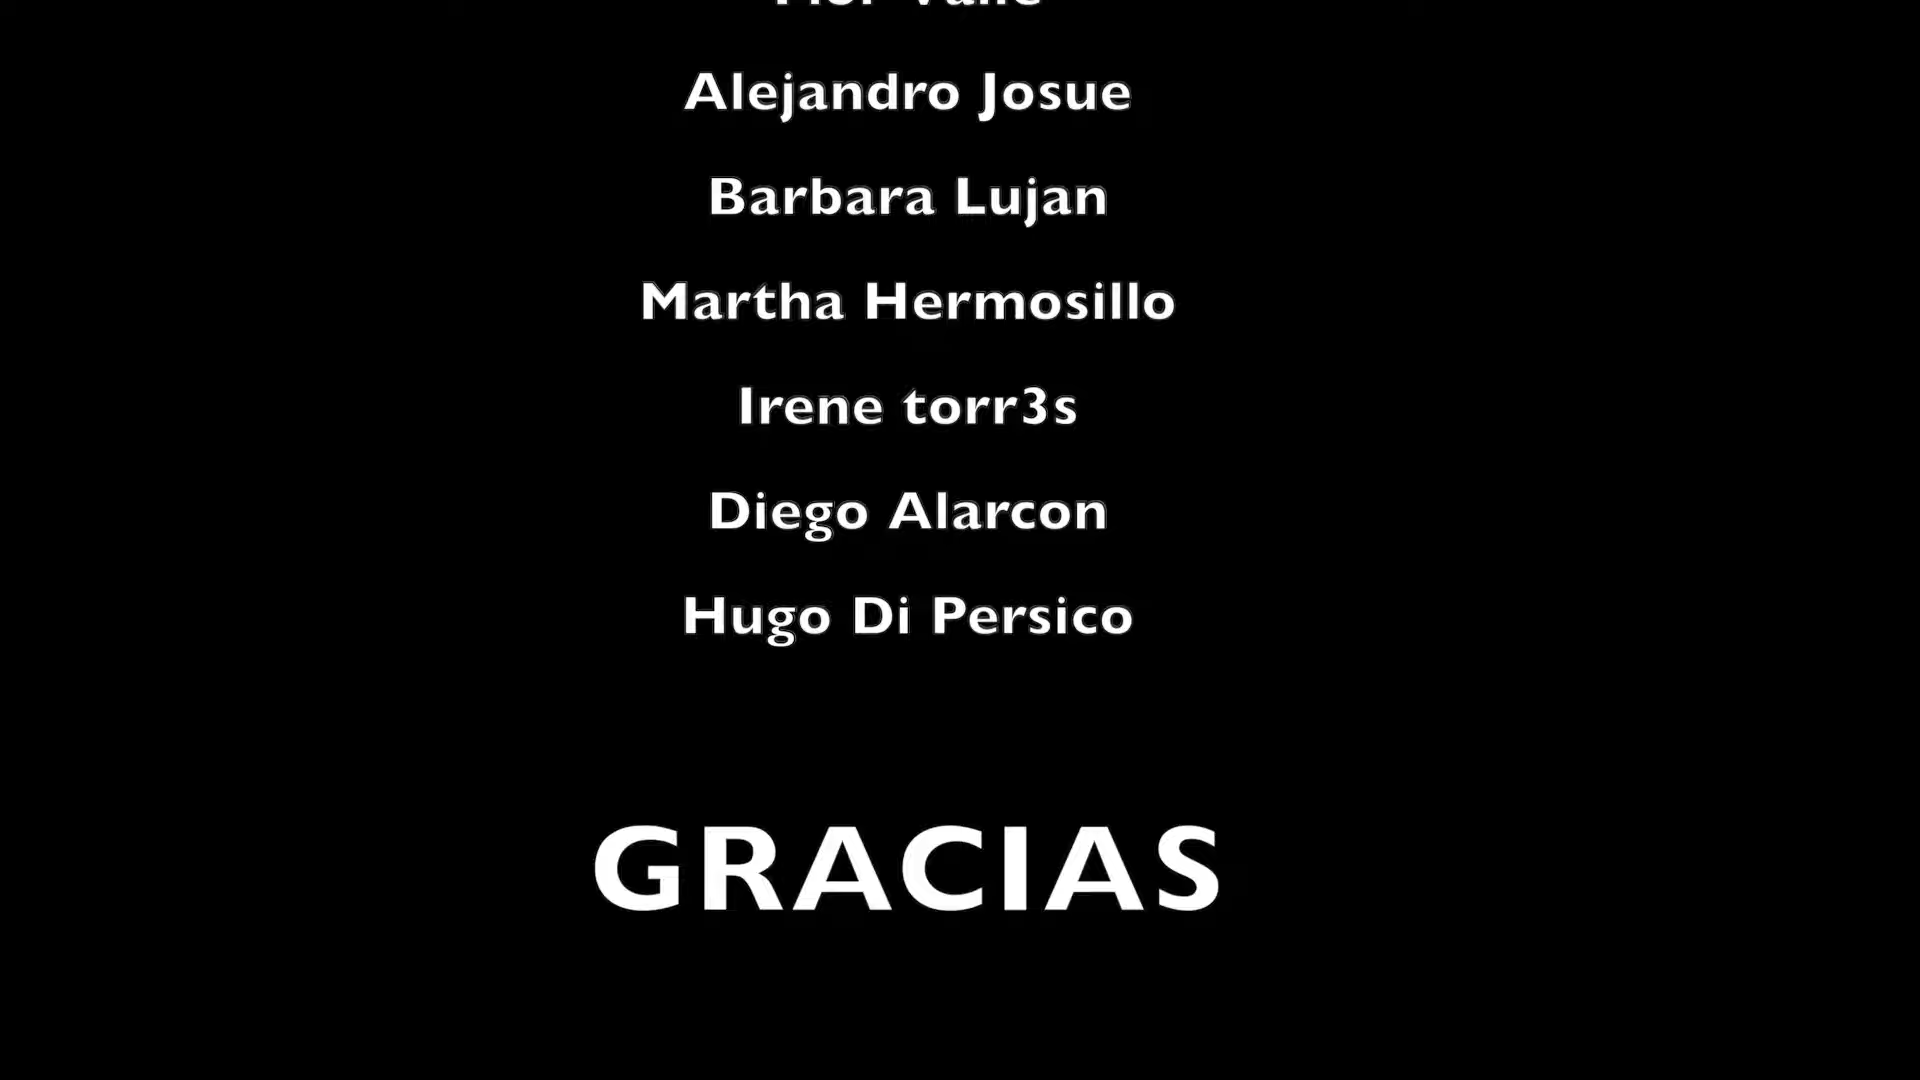 Alejandro Josue
Barbara Lujan
Martha Hermosillo
Irene torr3s
Diego Alarcon
Hugo Di Persico
GRACIAS